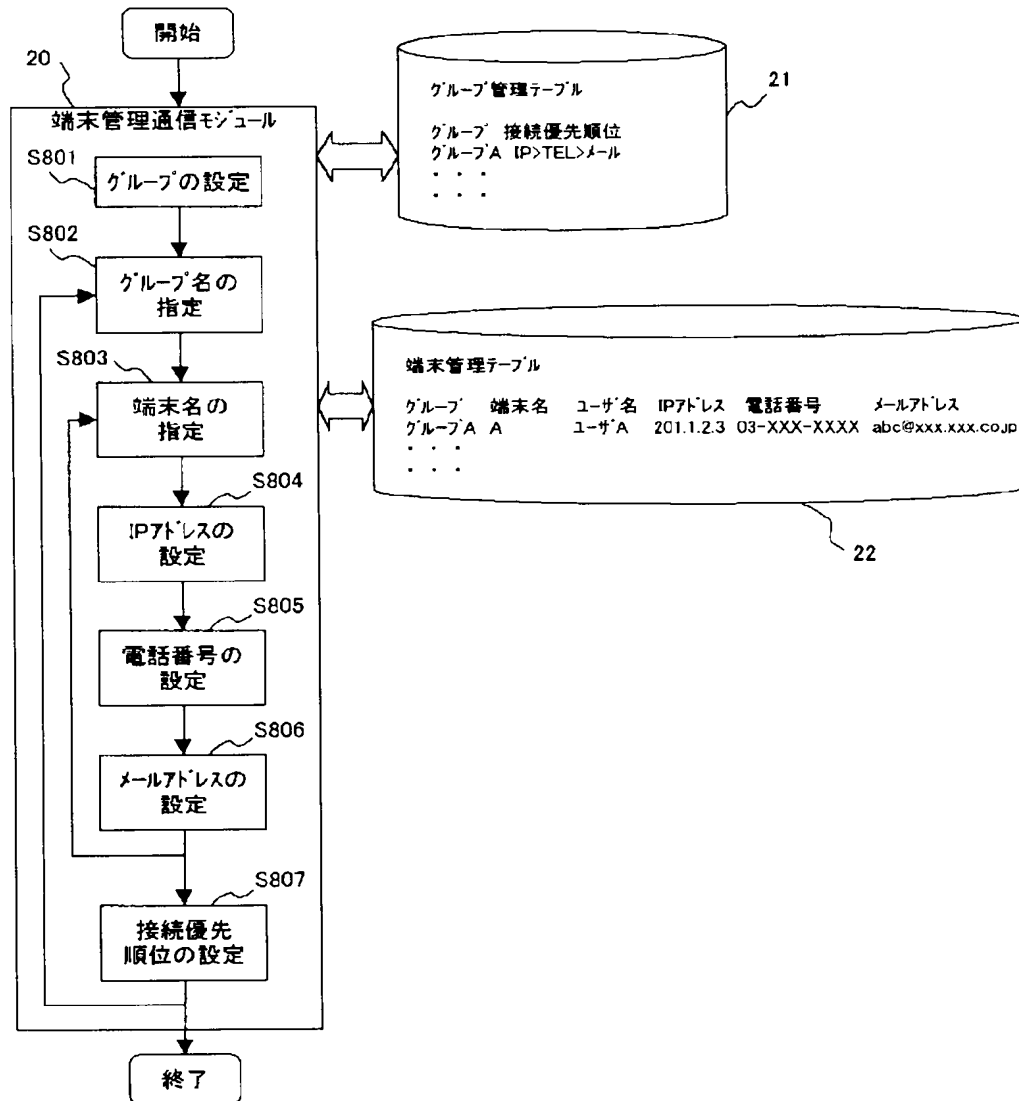 開始
20
端末管理通信モジュール
S801
グループの設定
S802
グループ名の
指定
S803
端末名の
指定
S804
IPアドレスの
設定
S805
電話番号の
設定
S806
メールアドレスの
設定
S807
接続優先
順位の設定
終了
21
グループ管理テーブル
グループ 接続優先順位
グループA IP>TEL>メール
・ ・ ・
・ ・ ・
端末管理テーブル
グループ 端末名 ユーザ名 IPアドレス 電話番号 メールアドレス
グループA A ユーザA 201.1.2.3 03-XXX-XXXX abc@xxx.xxx.co.jp
・ ・ ・
・ ・ ・
22